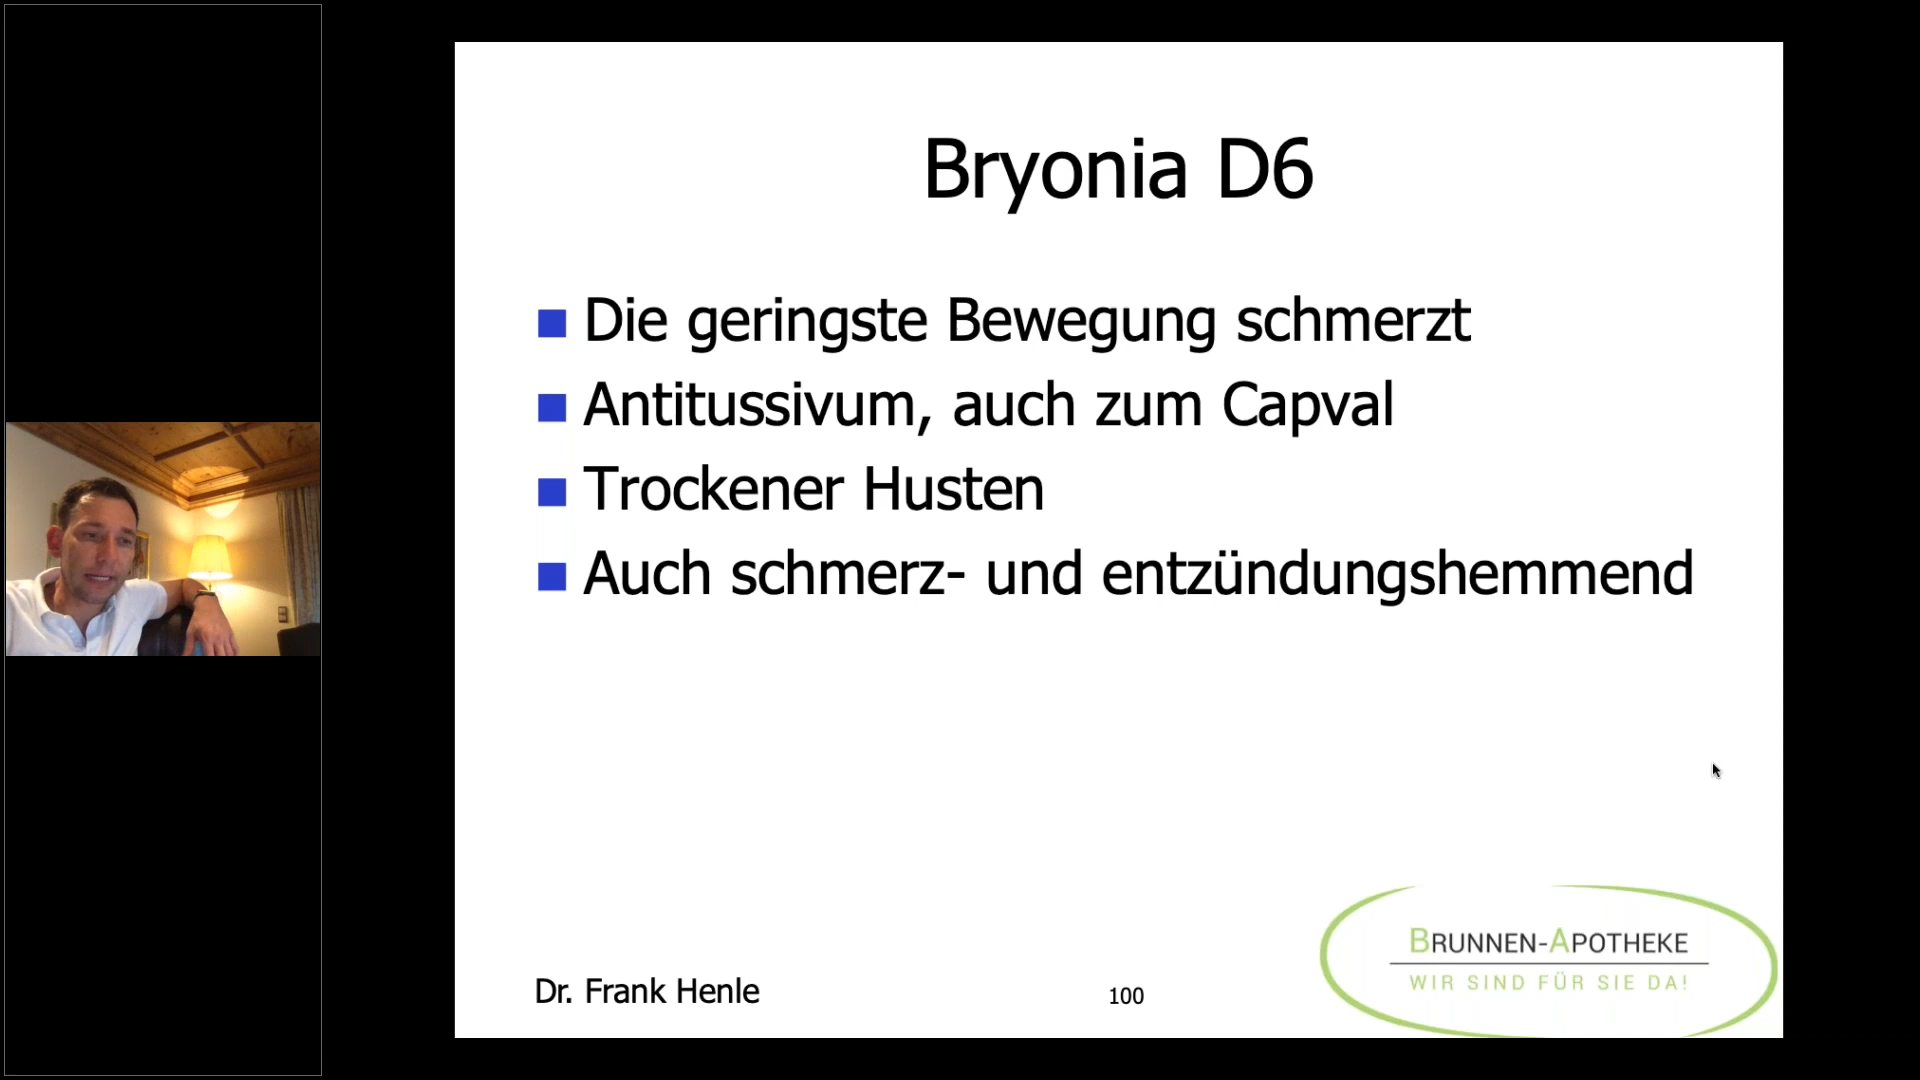 Bryonia D6
Die geringste Bewegung schmerzt
Antitussivum, auch zum Capval
Trockener Husten
Auch schmerz- und entzündungshemmend
Dr. Frank Henle
100
BRUNNEN-APOTHEKE
WIR SIND FÜR SIE DA!